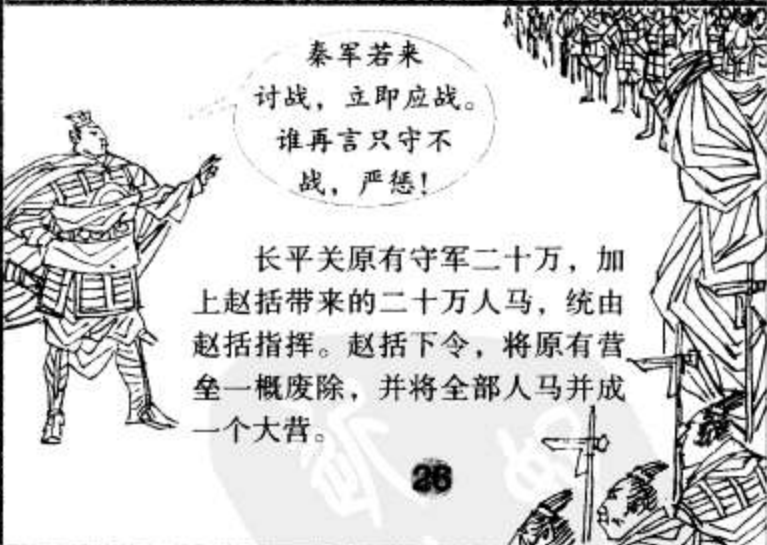 秦军若来
讨战，立即应战。
谁再言只守不
战，严惩！
长平关原有守军二十万，加
上赵括带来的二十万人马，统由
赵括指挥。赵括下令，将原有营
垒一概废除，并将全部人马并成
一个大营。
26